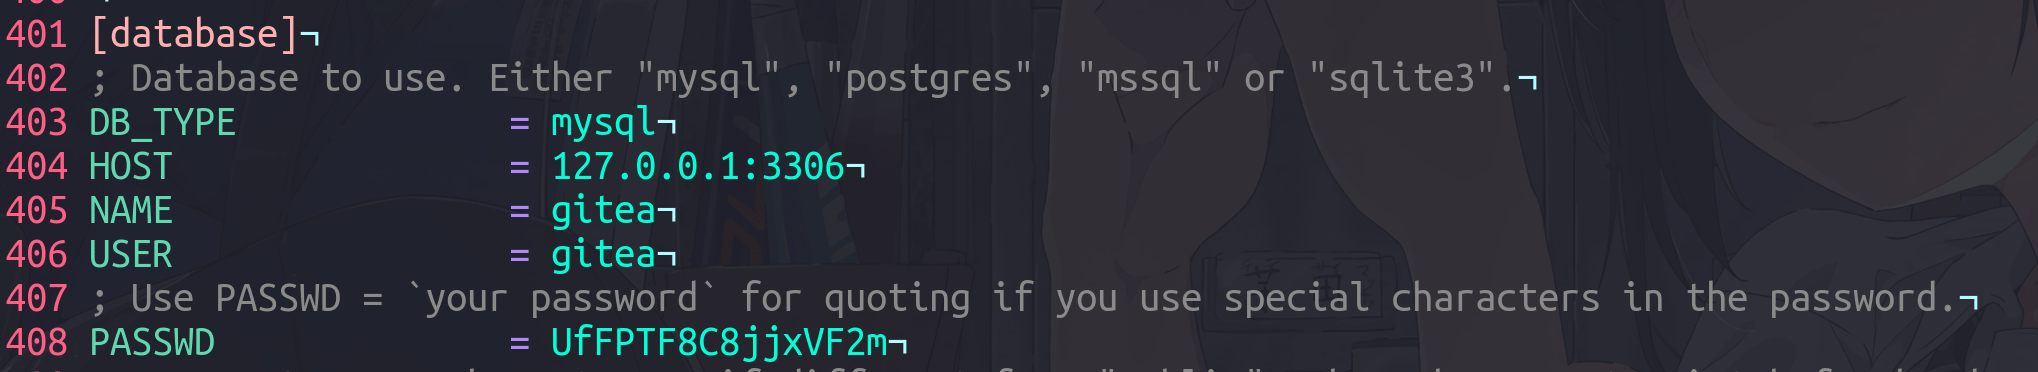 401 [database]¬
402 ; Database to use. Either "mysql", "postgres", "mssql" or "sqlite3".¬
403 DB_TYPE = mysql¬
404 HOST = 127.0.0.1:3306¬
405 NAME = gitea¬
406 USER = gitea¬
407 ; Use PASSWD = `your password` for quoting if you use special characters in the password.¬
408 PASSWD = UfFPTF8C8jjxVF2m¬